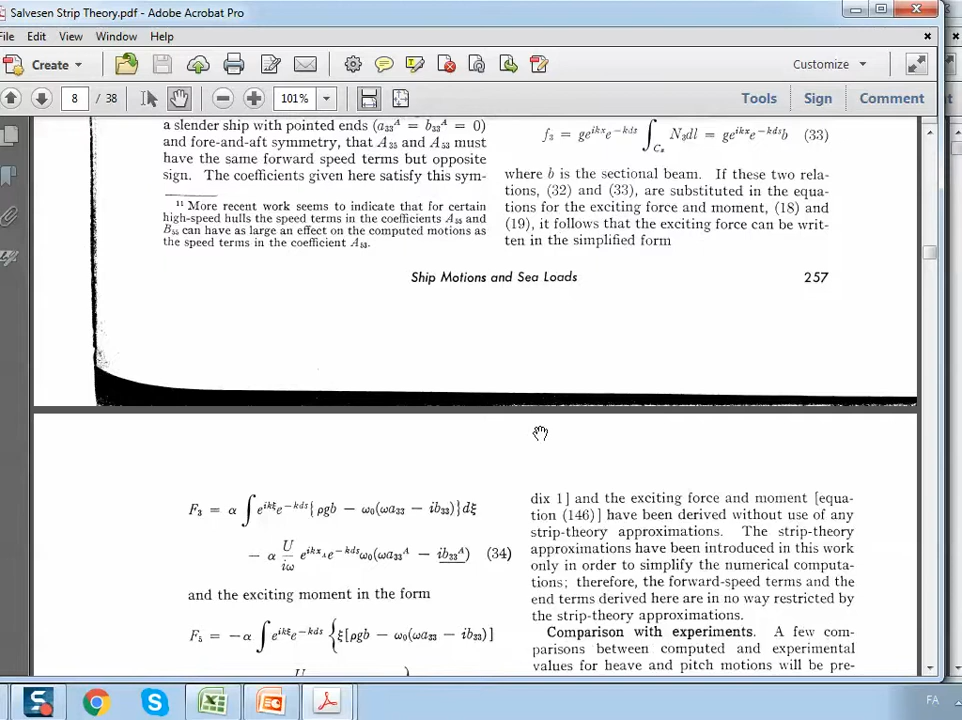 Salvesen Strip Theory.pdf - Adobe Acrobat Pro
File Edit View Window Help
Create
Customize
8 / 38
101%
Tools Sign Comment
a slender ship with pointed ends (a₃₃ᴬ = b₃₃ᴬ = 0)
and fore-and-aft symmetry, that A₃₅ and A₅₃ must
have the same forward speed terms but opposite
sign. The coefficients given here satisfy this sym-
¹¹ More recent work seems to indicate that for certain
high-speed hulls the speed terms in the coefficients A₃₅ and
B₅₅ can have as large an effect on the computed motions as
the speed terms in the coefficient A₅₃.
f₃ = geⁱᵏˣe⁻ᵏᵈˢ ∫ N₃dl = geⁱᵏˣe⁻ᵏᵈˢb (33)
Cₓ
where b is the sectional beam. If these two rela-
tions, (32) and (33), are substituted in the equa-
tions for the exciting force and moment, (18) and
(19), it follows that the exciting force can be writ-
ten in the simplified form
Ship Motions and Sea Loads 257
F₃ = α ∫ e^{ikξ}e^{-kds}{ρgb − ω₀(ωa₃₃ − ib₃₃)}dξ
− α U/iω e^{ikx_A}e^{-kds}ω₀(ωa₃₃ᴬ − ib₃₃ᴬ) (34)
and the exciting moment in the form
F₅ = −α ∫ e^{ikξ}e^{-kds} {ξ[ρgb − ω₀(ωa₃₃ − ib₃₃)]
dix 1] and the exciting force and moment [equa-
tion (146)] have been derived without use of any
strip-theory approximations. The strip-theory
approximations have been introduced in this work
only in order to simplify the numerical computa-
tions; therefore, the forward-speed terms and the
end terms derived here are in no way restricted by
the strip-theory approximations.
Comparison with experiments. A few com-
parisons between computed and experimental
values for heave and pitch motions will be pre-
FA